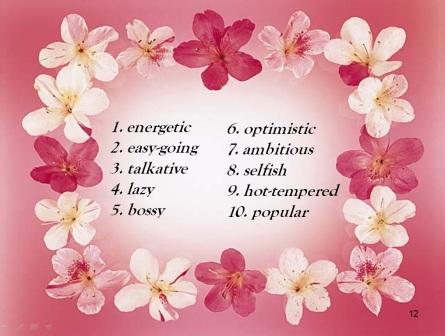 1. energetic
2. easy-going
3. talkative
4. lazy
5. bossy
6. optimistic
7. ambitious
8. selfish
9. hot-tempered
10. popular
12